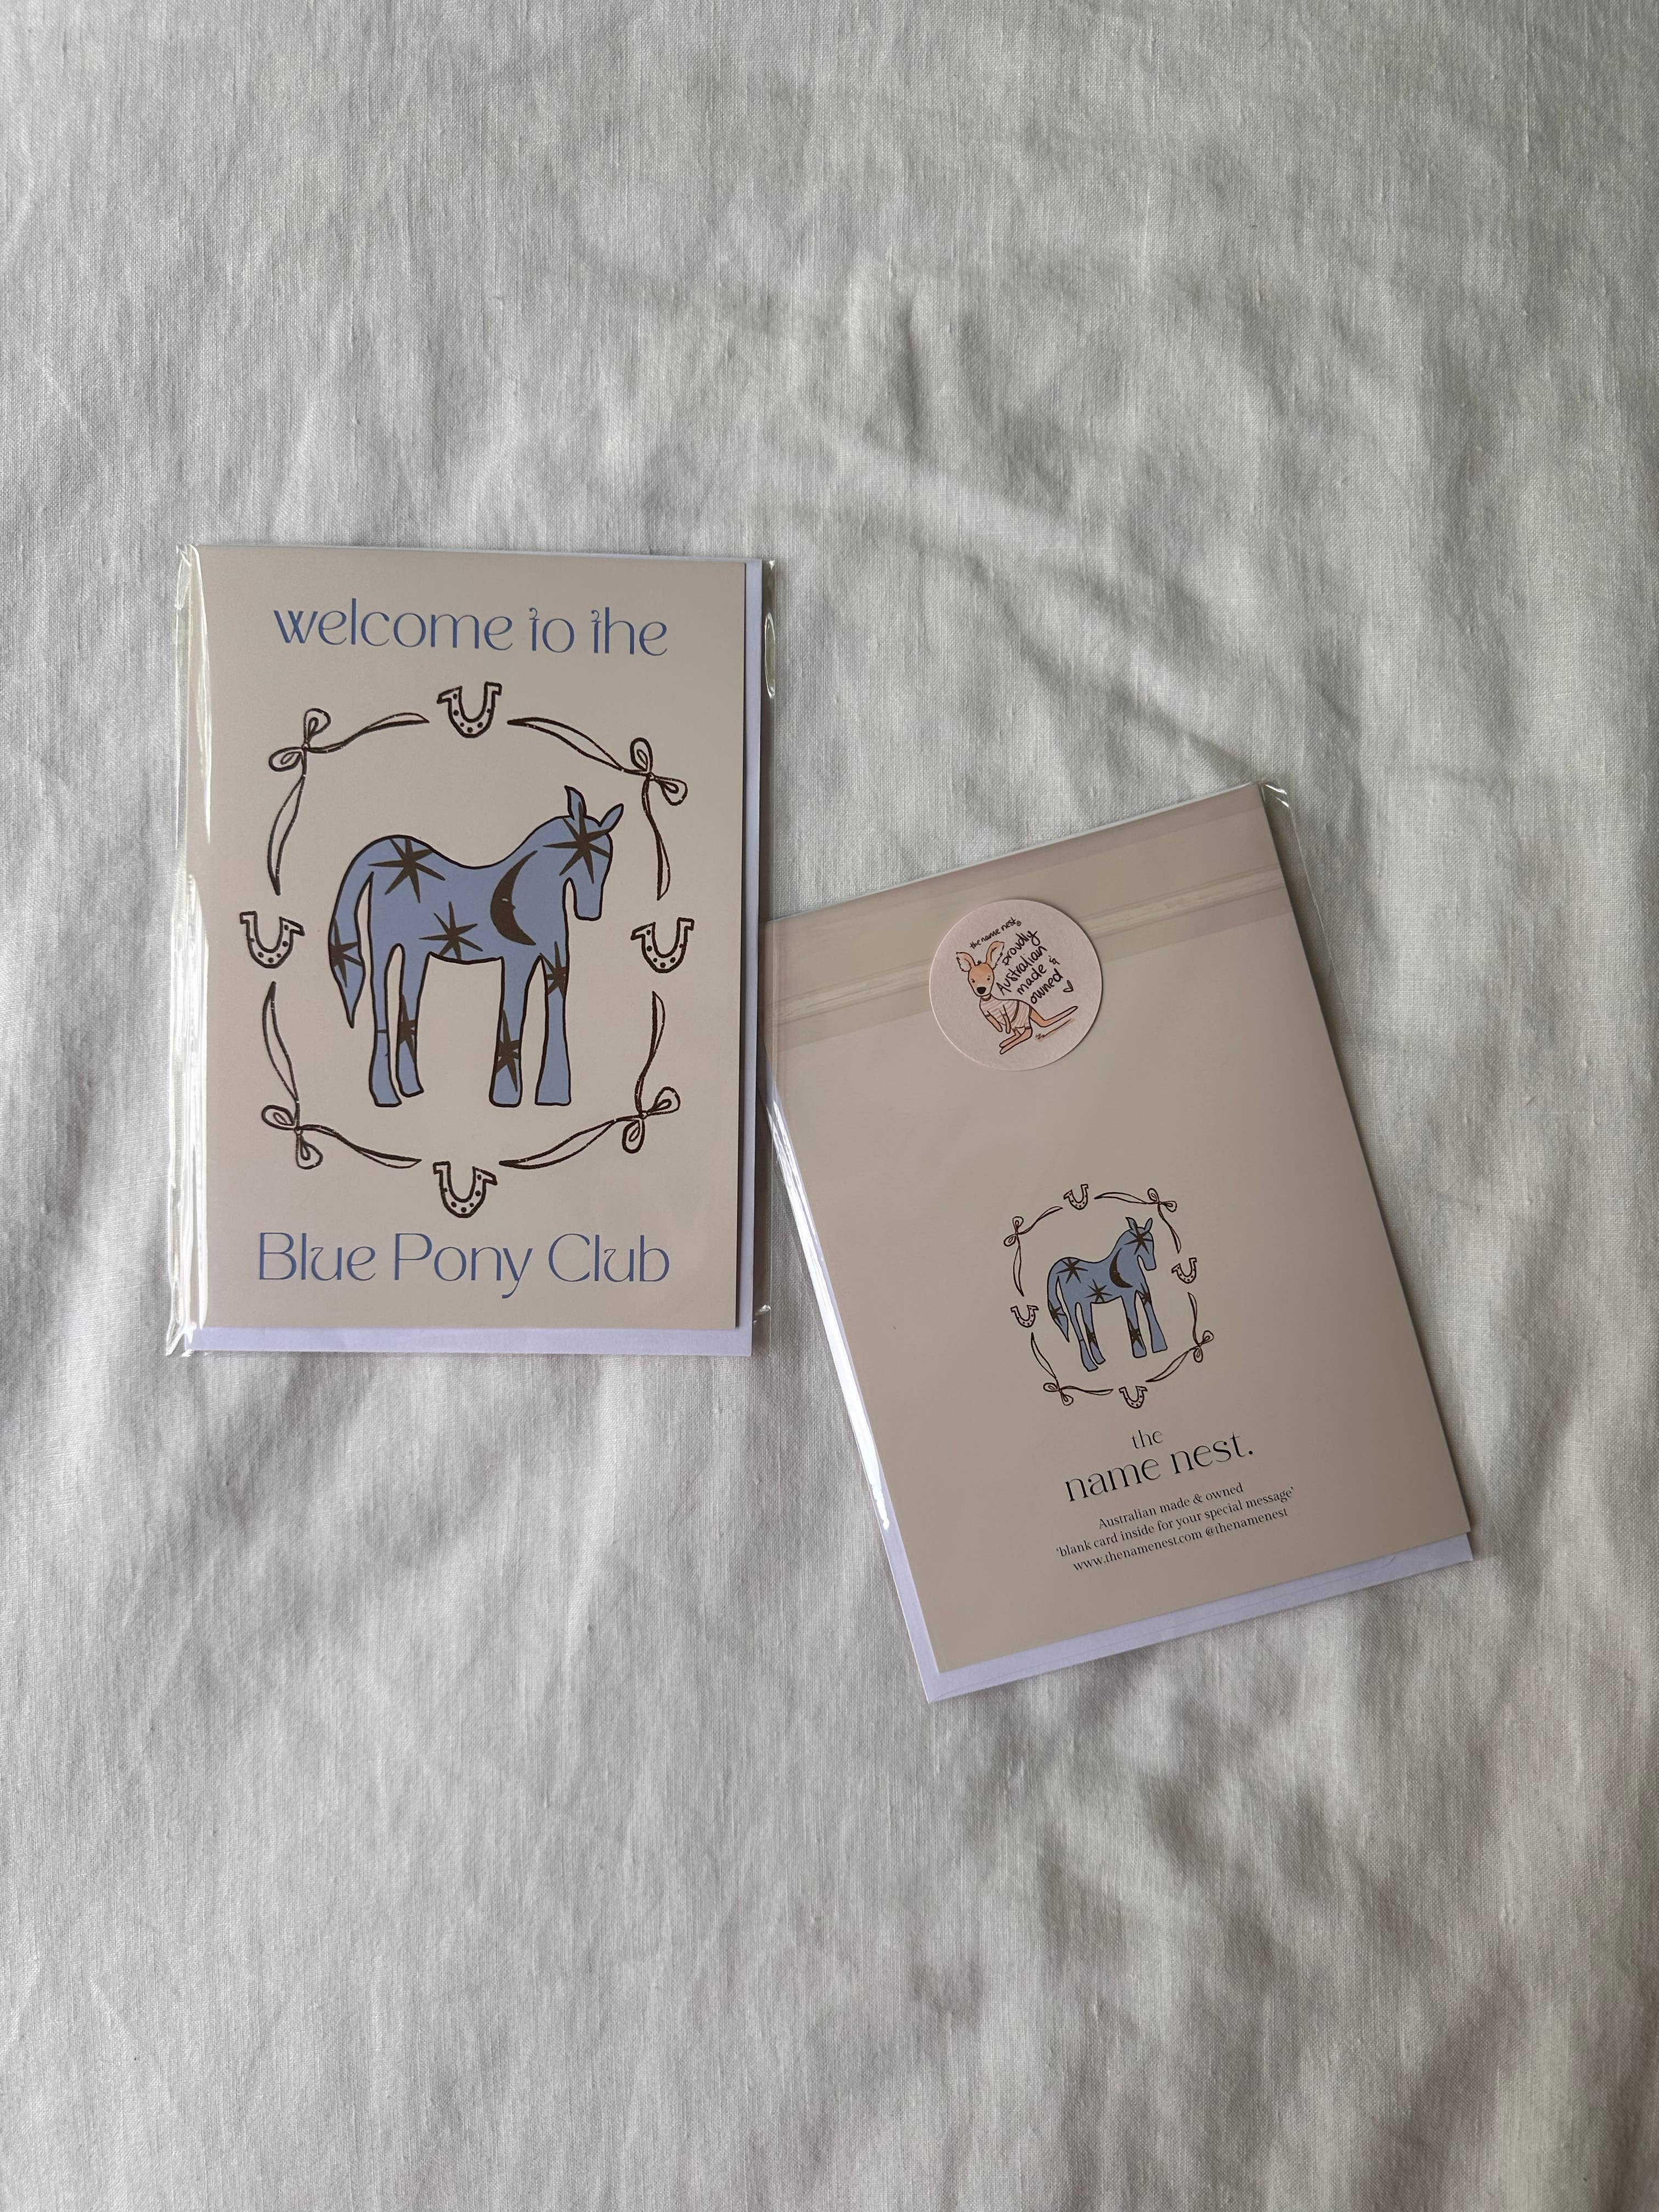 welcome to the
Blue Pony Club
the name nest.
proudly
Australian
made &
owned
the
name nest.
Australian made & owned
'blank card inside for your special message'
www.thenamenest.com @thenamenest